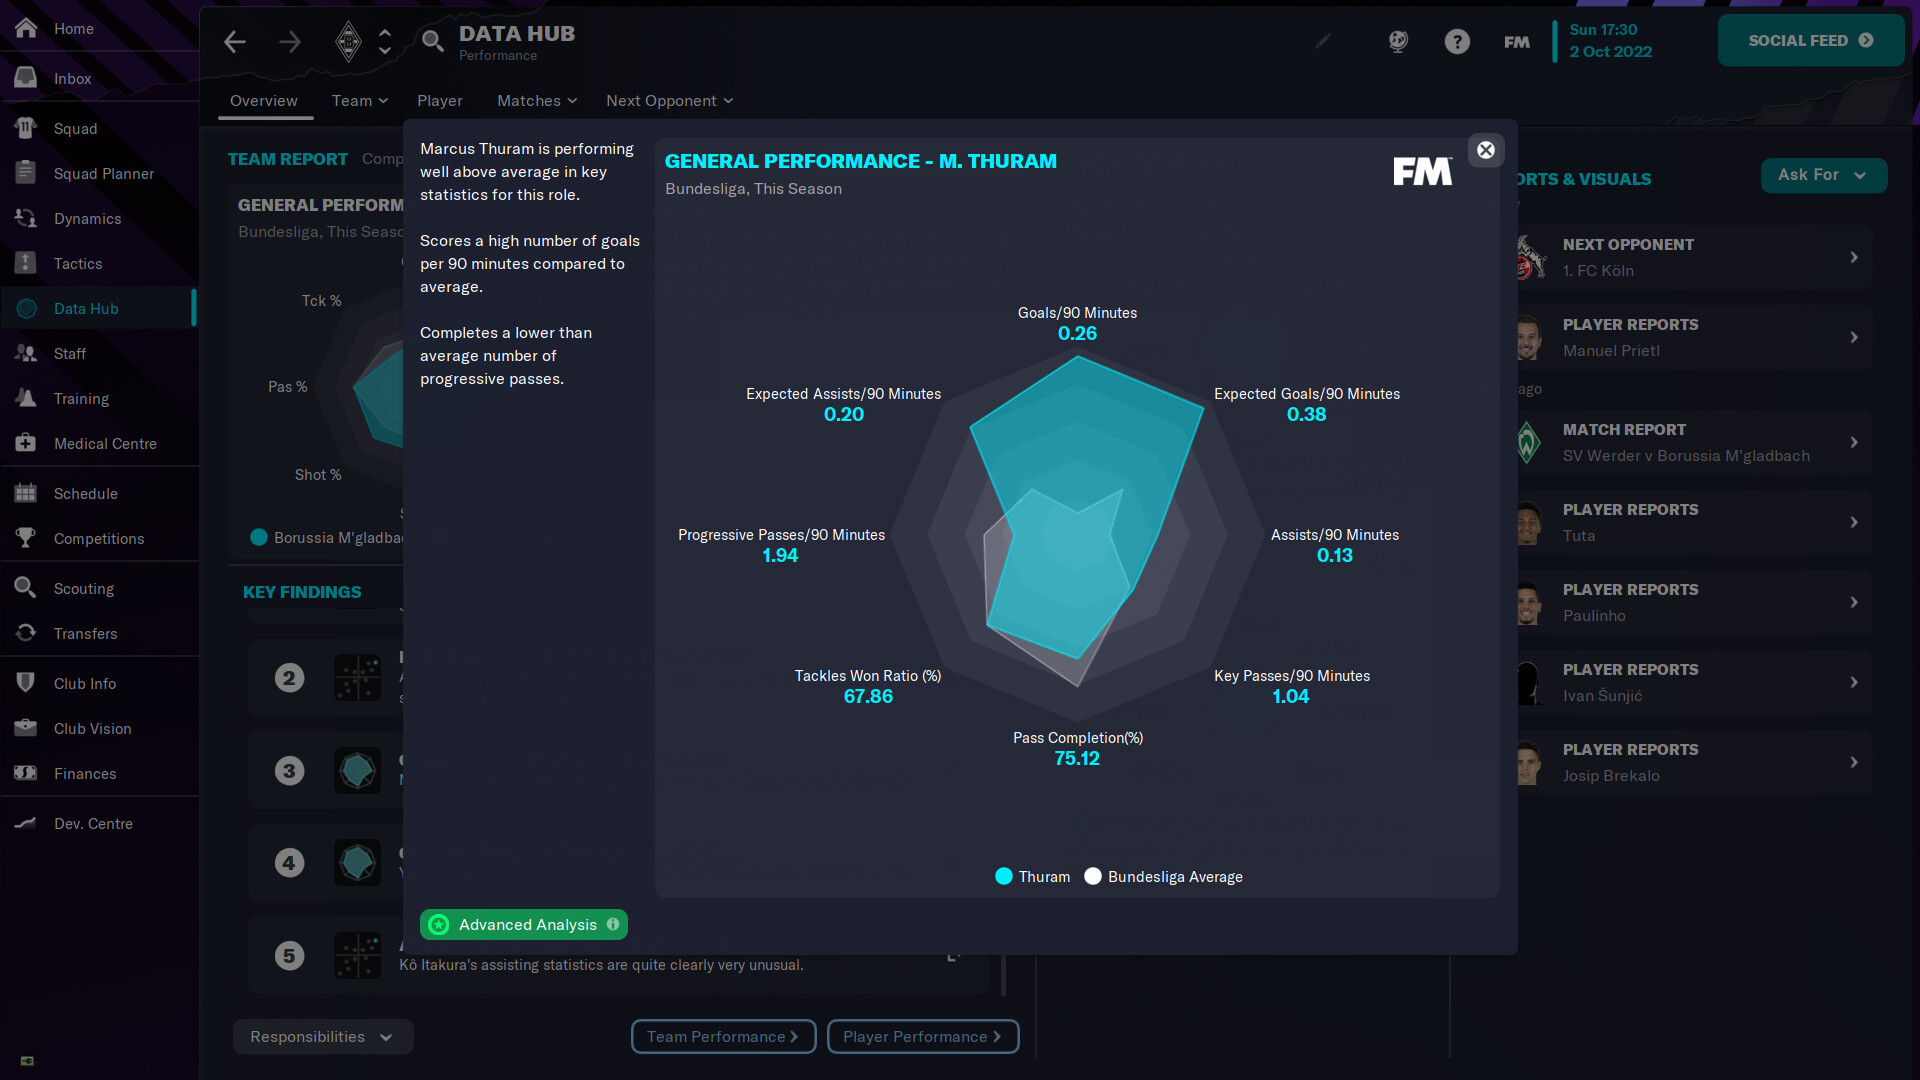 Home
Inbox
Squad
Squad Planner
Dynamics
Tactics
Data Hub
Staff
Training
Medical Centre
Schedule
Competitions
Scouting
Transfers
Club Info
Club Vision
Finances
Dev. Centre
DATA HUB
Performance
FM
Sun 17:30
2 Oct 2022
SOCIAL FEED
Overview
Team
Player
Matches
Next Opponent
TEAM REPORT
Comp
GENERAL PERFORM
Bundesliga, This Seaso
Tck %
Pas %
Shot %
Borussia M'gladba
KEY FINDINGS
2
3
4
5
Kô Itakura's assisting statistics are quite clearly very unusual.
Responsibilities
Team Performance
Player Performance
Marcus Thuram is performing
well above average in key
statistics for this role.
Scores a high number of goals
per 90 minutes compared to
average.
Completes a lower than
average number of
progressive passes.
Advanced Analysis
GENERAL PERFORMANCE - M. THURAM
Bundesliga, This Season
FM
Goals/90 Minutes
0.26
Expected Assists/90 Minutes
0.20
Expected Goals/90 Minutes
0.38
Progressive Passes/90 Minutes
1.94
Assists/90 Minutes
0.13
Tackles Won Ratio (%)
67.86
Key Passes/90 Minutes
1.04
Pass Completion(%)
75.12
Thuram
Bundesliga Average
ORTS & VISUALS
Ask For
NEXT OPPONENT
1. FC Köln
PLAYER REPORTS
Manuel Prietl
ago
MATCH REPORT
SV Werder v Borussia M'gladbach
PLAYER REPORTS
Tuta
PLAYER REPORTS
Paulinho
PLAYER REPORTS
Ivan Šunjić
PLAYER REPORTS
Josip Brekalo